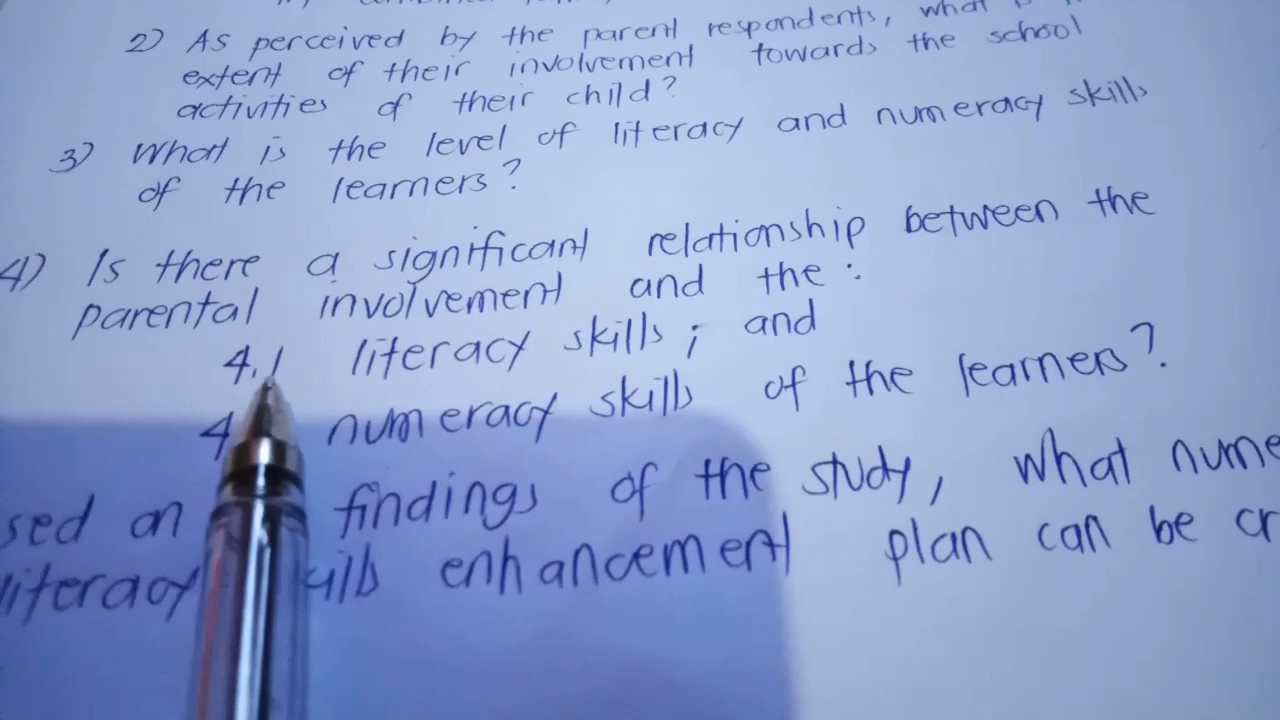 2) As perceived by the parent respondents, what
extent of their involvement towards the school
activities of their child?
3) What is the level of literacy and numeracy skills
of the learners?
4) Is there a significant relationship between the
parental involvement and the:
4.1 literacy skills; and
4 numeracy skills of the learners?
sed on findings of the study, what nume
literacy ills enhancement plan can be cr